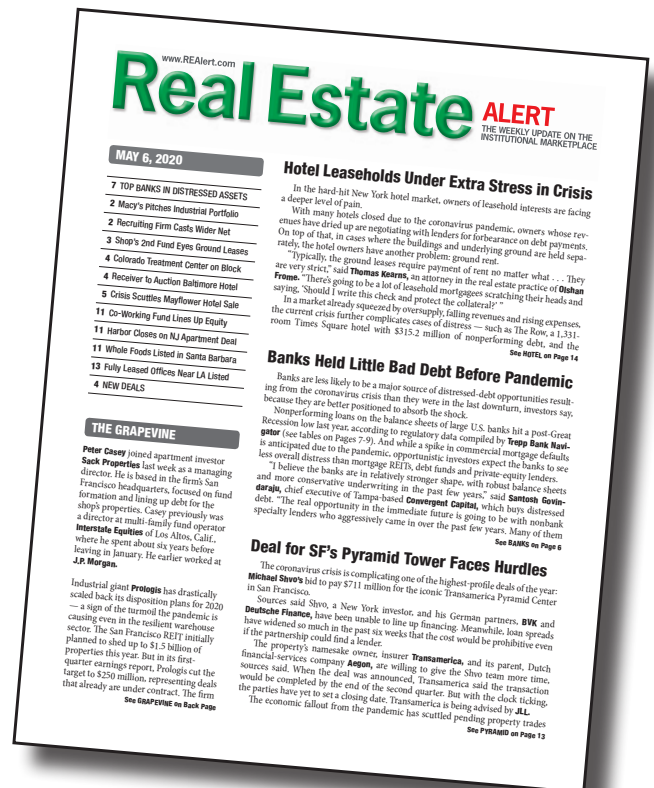 www.REAlert.com
Real Estate ALERT
THE WEEKLY UPDATE ON THE
INSTITUTIONAL MARKETPLACE
MAY 6, 2020
7 TOP BANKS IN DISTRESSED ASSETS
2 Macy's Pitches Industrial Portfolio
2 Recruiting Firm Casts Wider Net
3 Shop's 2nd Fund Eyes Ground Leases
4 Colorado Treatment Center on Block
4 Receiver to Auction Baltimore Hotel
5 Crisis Scuttles Mayflower Hotel Sale
11 Co-Working Fund Lines Up Equity
11 Harbor Closes on NJ Apartment Deal
11 Whole Foods Listed in Santa Barbara
13 Fully Leased Offices Near LA Listed
4 NEW DEALS
THE GRAPEVINE
Peter Casey joined apartment investor
Sack Properties last week as a managing
director. He is based in the firm's San
Francisco headquarters, focused on fund
formation and lining up debt for the
shop's properties. Casey previously was
a director at multi-family fund operator
Interstate Equities of Los Altos, Calif.,
where he spent about six years before
leaving in January. He earlier worked at
J.P. Morgan.
Industrial giant Prologis has drastically
scaled back its disposition plans for 2020
— a sign of the turmoil the pandemic is
causing even in the resilient warehouse
sector. The San Francisco REIT initially
planned to shed up to $1.5 billion of
properties this year. But in its first-
quarter earnings report, Prologis cut the
target to $250 million, representing deals
that already are under contract. The firm
See GRAPEVINE on Back Page
Hotel Leaseholds Under Extra Stress in Crisis
In the hard-hit New York hotel market, owners of leasehold interests are facing
a deeper level of pain.
With many hotels closed due to the coronavirus pandemic, owners whose rev-
enues have dried up are negotiating with lenders for forbearance on debt payments.
On top of that, in cases where the buildings and underlying ground are held sepa-
rately, the hotel owners have another problem: ground rent.
"Typically, the ground leases require payment of rent no matter what . . . They
are very strict," said Thomas Kearns, an attorney in the real estate practice of Olshan
Frome. "There's going to be a lot of leasehold mortgagees scratching their heads and
saying, 'Should I write this check and protect the collateral?' "
In a market already squeezed by oversupply, falling revenues and rising expenses,
the current crisis further complicates cases of distress — such as The Row, a 1,331-
room Times Square hotel with $315.2 million of nonperforming debt, and the
See HOTEL on Page 14
Banks Held Little Bad Debt Before Pandemic
Banks are less likely to be a major source of distressed-debt opportunities result-
ing from the coronavirus crisis than they were in the last downturn, investors say,
because they are better positioned to absorb the shock.
Nonperforming loans on the balance sheets of large U.S. banks hit a post-Great
Recession low last year, according to regulatory data compiled by Trepp Bank Navi-
gator (see tables on Pages 7-9). And while a spike in commercial mortgage defaults
is anticipated due to the pandemic, opportunistic investors expect the banks to see
less overall distress than mortgage REITs, debt funds and private-equity lenders.
"I believe the banks are in relatively stronger shape, with robust balance sheets
and more conservative underwriting in the past few years," said Santosh Govin-
daraju, chief executive of Tampa-based Convergent Capital, which buys distressed
debt. "The real opportunity in the immediate future is going to be with nonbank
specialty lenders who aggressively came in over the past few years. Many of them
See BANKS on Page 6
Deal for SF's Pyramid Tower Faces Hurdles
The coronavirus crisis is complicating one of the highest-profile deals of the year:
Michael Shvo's bid to pay $711 million for the iconic Transamerica Pyramid Center
in San Francisco.
Sources said Shvo, a New York investor, and his German partners, BVK and
Deutsche Finance, have been unable to line up financing. Meanwhile, loan spreads
have widened so much in the past six weeks that the cost would be prohibitive even
if the partnership could find a lender.
The property's namesake owner, insurer Transamerica, and its parent, Dutch
financial-services company Aegon, are willing to give the Shvo team more time,
sources said. When the deal was announced, Transamerica said the transaction
would be completed by the end of the second quarter. But with the clock ticking,
the parties have yet to set a closing date. Transamerica is being advised by JLL.
The economic fallout from the pandemic has scuttled pending property trades
See PYRAMID on Page 13